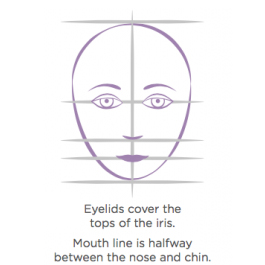 Eyelids cover the
tops of the iris.
Mouth line is halfway
between the nose and chin.